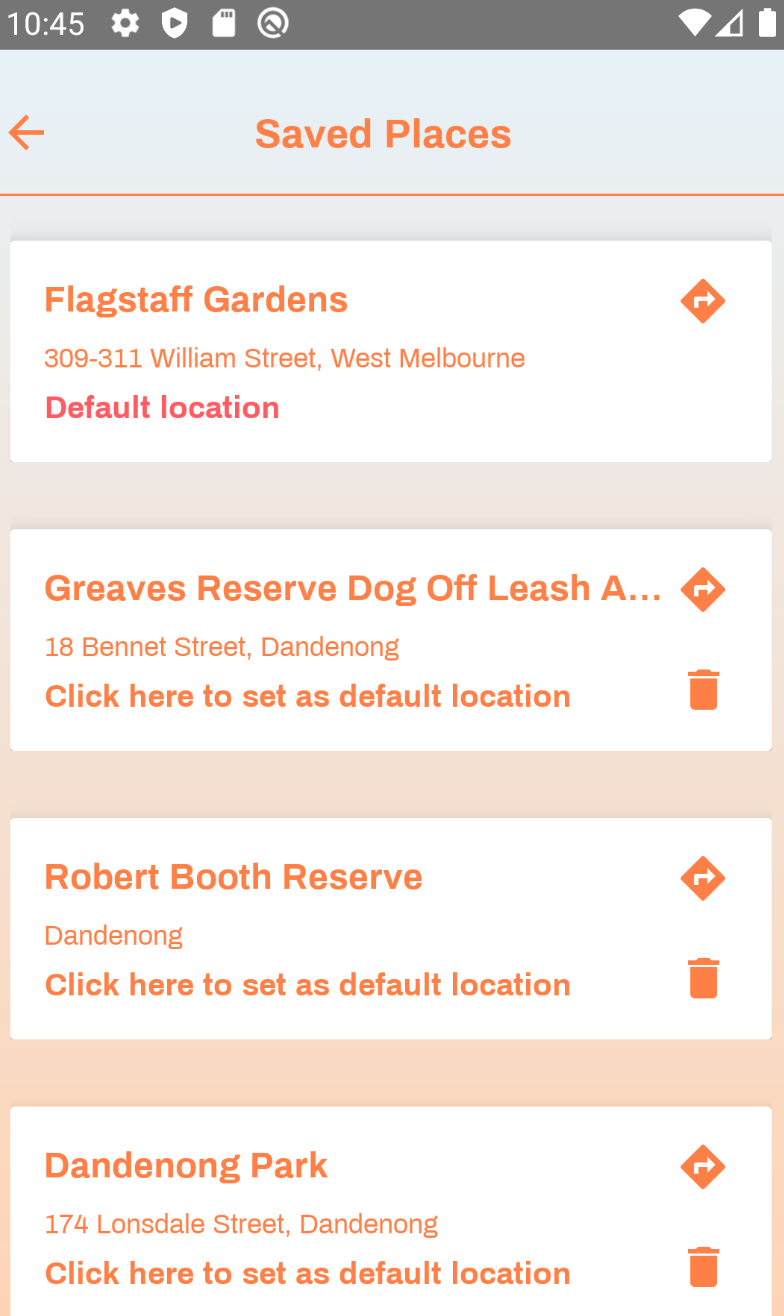 10:45
Saved Places
Flagstaff Gardens
309-311 William Street, West Melbourne
Default location
Greaves Reserve Dog Off Leash A...
18 Bennet Street, Dandenong
Click here to set as default location
Robert Booth Reserve
Dandenong
Click here to set as default location
Dandenong Park
174 Lonsdale Street, Dandenong
Click here to set as default location